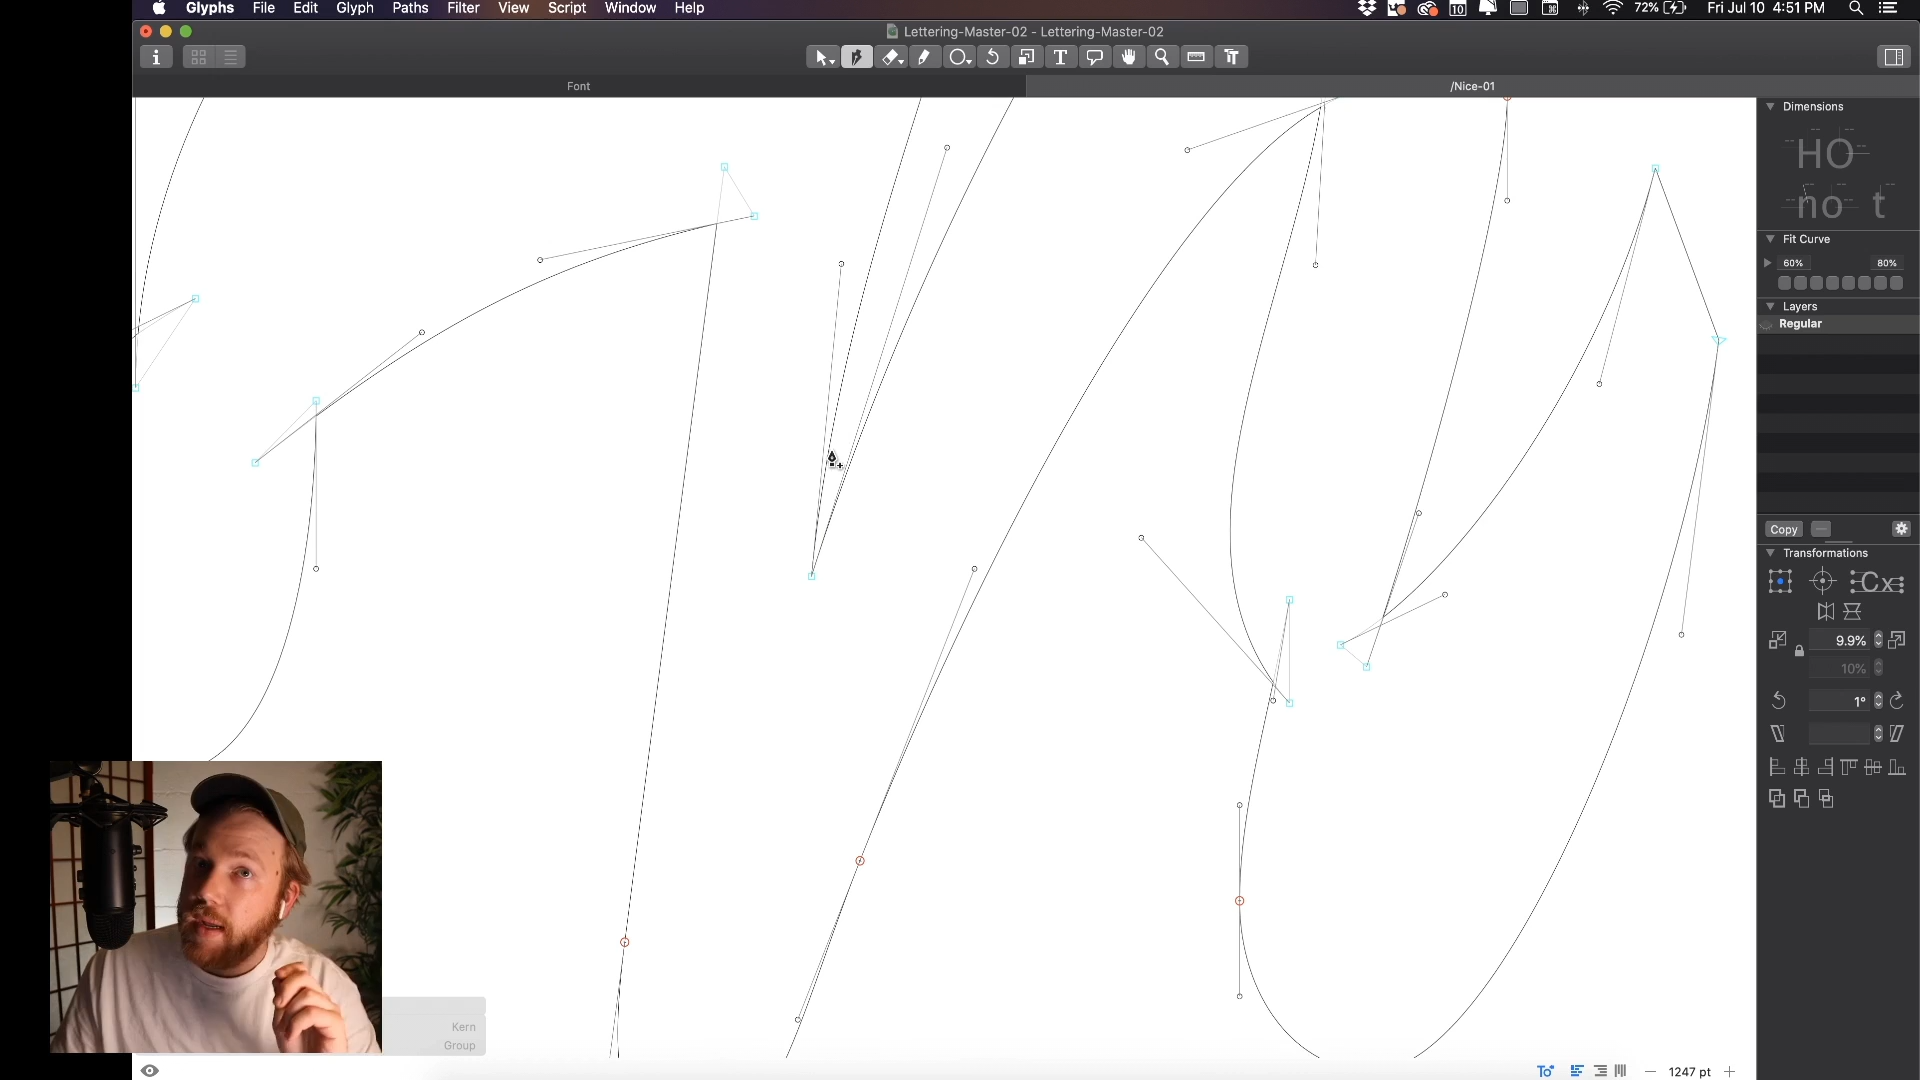 Glyphs File Edit Glyph Paths Filter View Script Window Help
10 72% Fri Jul 10 4:51 PM
Lettering-Master-02 - Lettering-Master-02
Font
/Nice-01
Dimensions
HO
no t
Fit Curve
60% 80%
Layers
Regular
Copy
Transformations
Cx
9.9%
10%
1°
Kern
Group
1247 pt